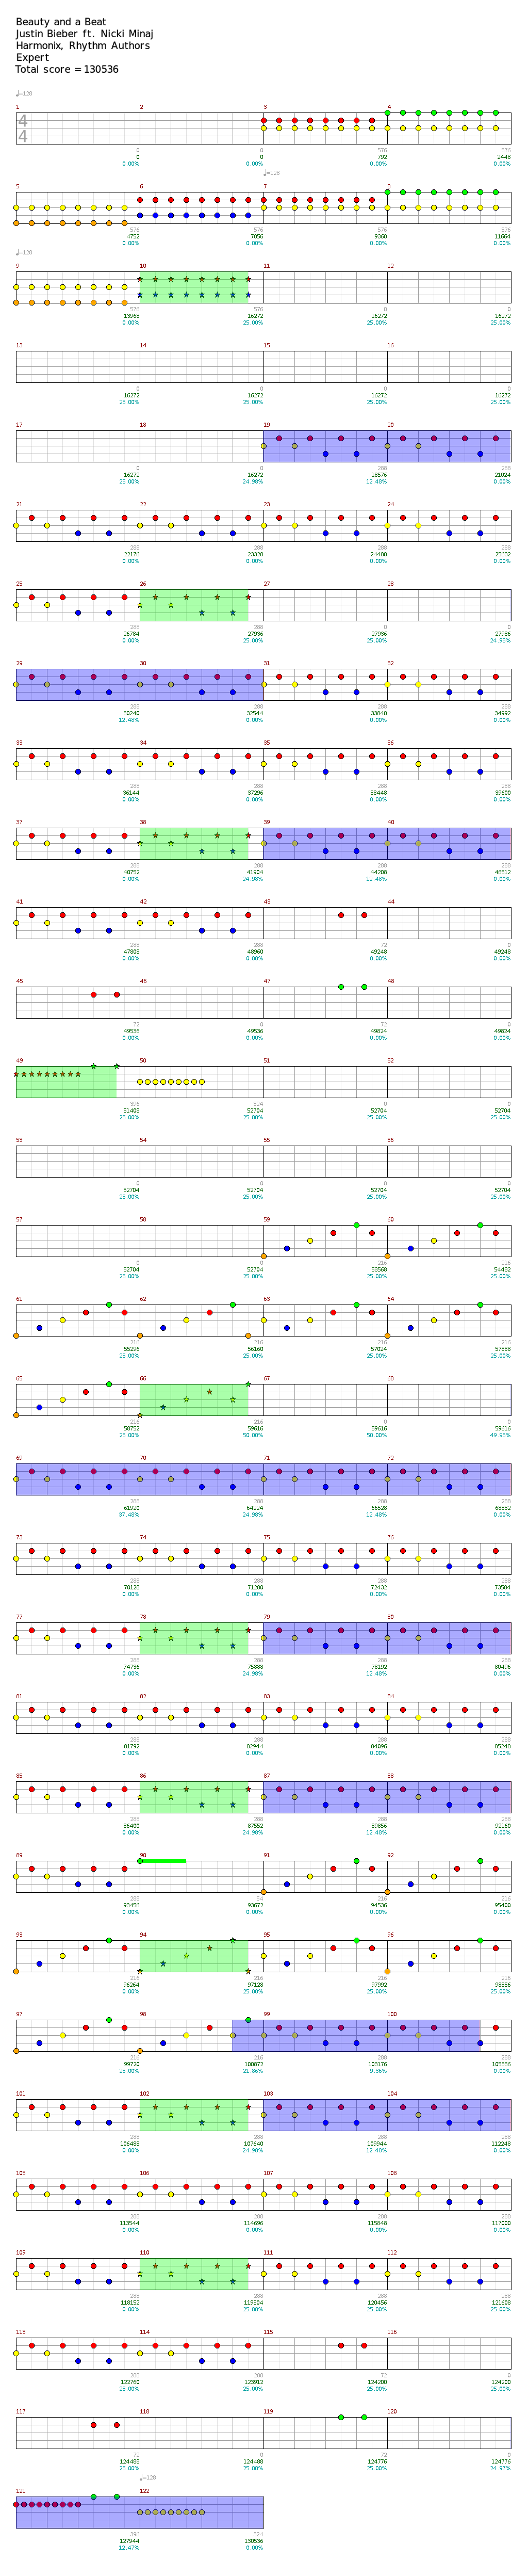 Beauty and a Beat
Justin Bieber ft. Nicki Minaj
Harmonix, Rhythm Authors
Expert
Total score = 130536
♩=128
1 2 3 4
4
4
0 0 576 576
0 0 792 2448
0.00% 0.00% 0.00% 0.00%
♩=128
5 6 7 8
576 576 576 576
4752 7056 9360 11664
0.00% 0.00% 0.00% 0.00%
♩=128
9 10 11 12
576 576 0 0
13968 16272 16272 16272
0.00% 25.00% 25.00% 25.00%
13 14 15 16
0 0 0 0
16272 16272 16272 16272
25.00% 25.00% 25.00% 25.00%
17 18 19 20
0 0 288 288
16272 16272 18576 21024
25.00% 24.98% 12.48% 0.00%
21 22 23 24
288 288 288 288
22176 23328 24480 25632
0.00% 0.00% 0.00% 0.00%
25 26 27 28
288 288 0 0
26784 27936 27936 27936
0.00% 25.00% 25.00% 24.98%
29 30 31 32
288 288 288 288
30240 32544 33840 34992
12.48% 0.00% 0.00% 0.00%
33 34 35 36
288 288 288 288
36144 37296 38448 39600
0.00% 0.00% 0.00% 0.00%
37 38 39 40
288 288 288 288
40752 41904 44208 46512
0.00% 24.98% 12.48% 0.00%
41 42 43 44
288 288 72 0
47808 48960 49248 49248
0.00% 0.00% 0.00% 0.00%
45 46 47 48
72 0 72 0
49536 49536 49824 49824
0.00% 0.00% 0.00% 0.00%
49 50 51 52
396 324 0 0
51408 52704 52704 52704
25.00% 25.00% 25.00% 25.00%
53 54 55 56
0 0 0 0
52704 52704 52704 52704
25.00% 25.00% 25.00% 25.00%
57 58 59 60
0 0 216 216
52704 52704 53568 54432
25.00% 25.00% 25.00% 25.00%
61 62 63 64
216 216 216 216
55296 56160 57024 57888
25.00% 25.00% 25.00% 25.00%
65 66 67 68
216 216 0 0
58752 59616 59616 59616
25.00% 50.00% 50.00% 49.98%
69 70 71 72
288 288 288 288
61920 64224 66528 68832
37.48% 24.98% 12.48% 0.00%
73 74 75 76
288 288 288 288
70128 71280 72432 73584
0.00% 0.00% 0.00% 0.00%
77 78 79 80
288 288 288 288
74736 75888 78192 80496
0.00% 24.98% 12.48% 0.00%
81 82 83 84
288 288 288 288
81792 82944 84096 85248
0.00% 0.00% 0.00% 0.00%
85 86 87 88
288 288 288 288
86400 87552 89856 92160
0.00% 24.98% 12.48% 0.00%
89 90 91 92
288 54 216 216
93456 93672 94536 95400
0.00% 0.00% 0.00% 0.00%
93 94 95 96
216 216 216 216
96264 97128 97992 98856
0.00% 25.00% 25.00% 25.00%
97 98 99 100
216 216 288 288
99720 100872 103176 105336
25.00% 21.86% 9.36% 0.00%
101 102 103 104
288 288 288 288
106488 107640 109944 112248
0.00% 24.98% 12.48% 0.00%
105 106 107 108
288 288 288 288
113544 114696 115848 117000
0.00% 0.00% 0.00% 0.00%
109 110 111 112
288 288 288 288
118152 119304 120456 121608
0.00% 25.00% 25.00% 25.00%
113 114 115 116
288 288 72 0
122760 123912 124200 124200
25.00% 25.00% 25.00% 25.00%
117 118 119 120
72 0 72 0
124488 124488 124776 124776
25.00% 25.00% 25.00% 24.97%
♩=128
121 122
396 324
127944 130536
12.47% 0.00%